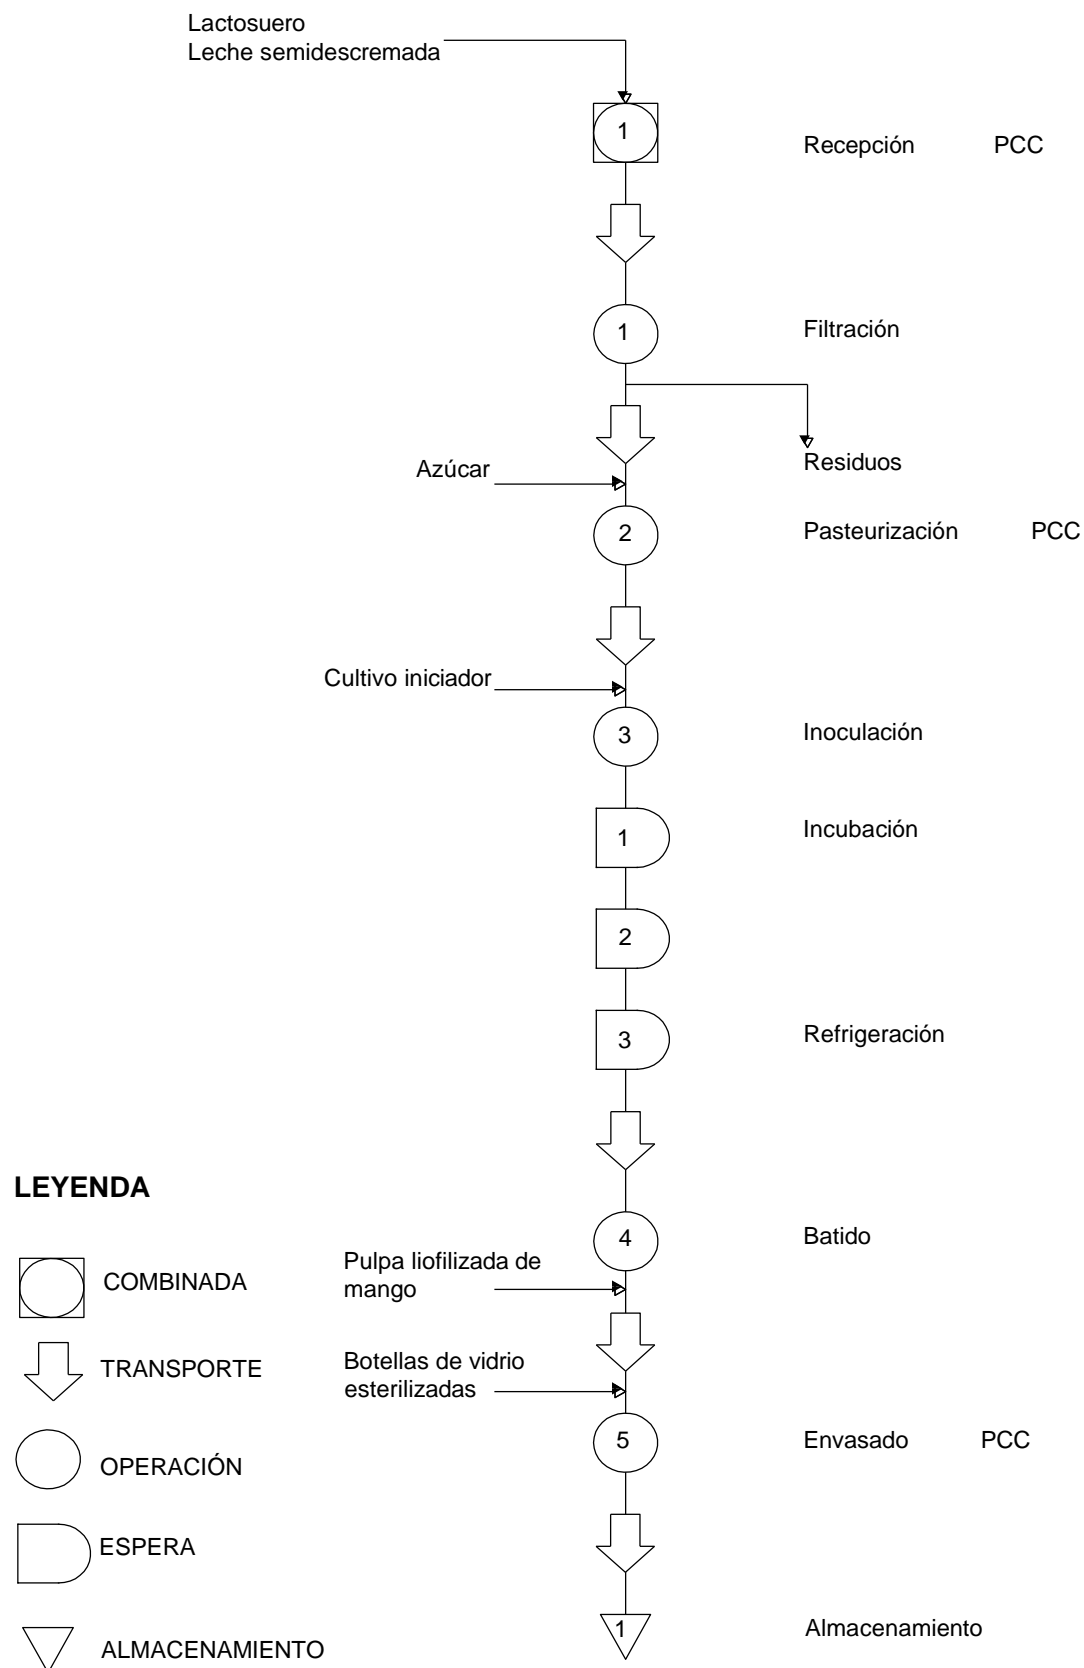 Lactosuero
Leche semidescremada
1
Recepción PCC
1
Filtración
Residuos
Azúcar
2
Pasteurización PCC
Cultivo iniciador
3
Inoculación
1
Incubación
2
3
Refrigeración
4
Batido
Pulpa liofilizada de
mango
Botellas de vidrio
esterilizadas
5
Envasado PCC
1
Almacenamiento
LEYENDA
COMBINADA
TRANSPORTE
OPERACIÓN
ESPERA
ALMACENAMIENTO